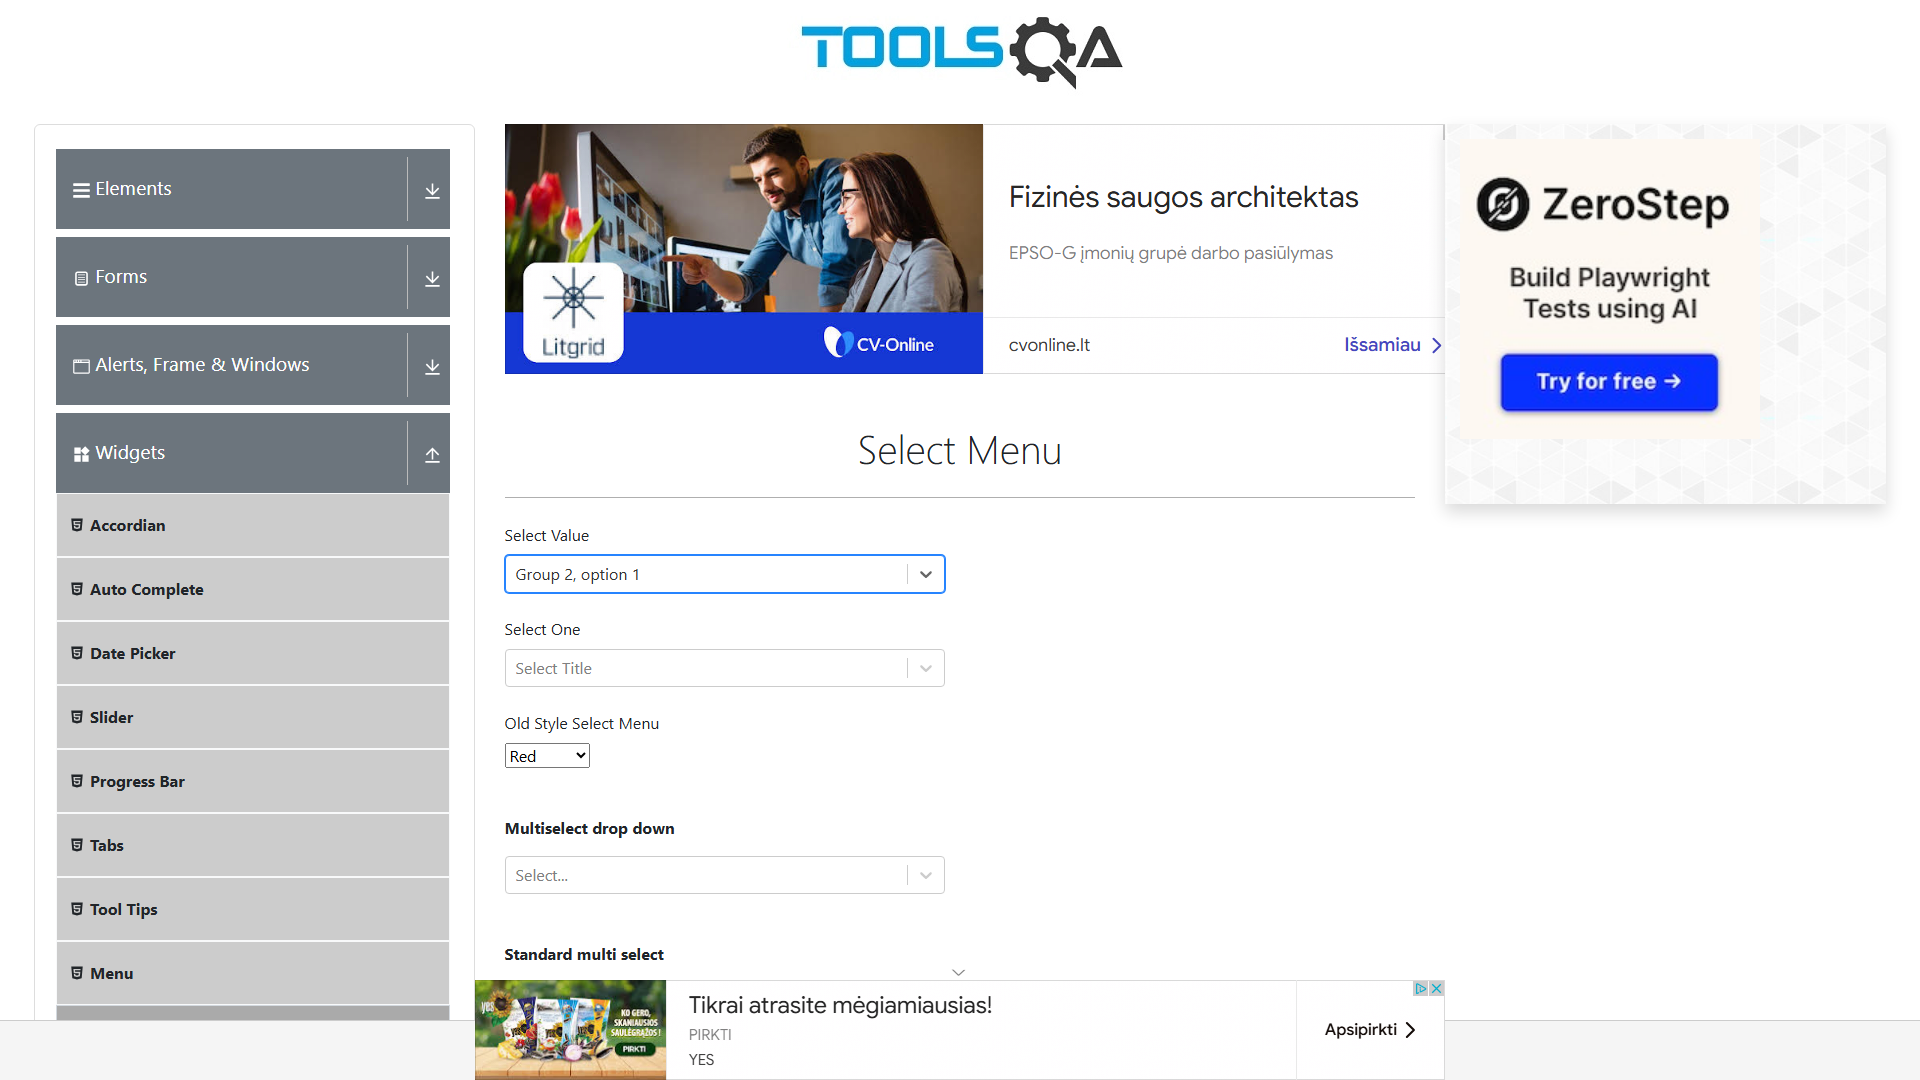 TOOLSQA
Elements
Forms
Alerts, Frame & Windows
Widgets
Accordian
Auto Complete
Date Picker
Slider
Progress Bar
Tabs
Tool Tips
Menu
Litgrid
CV-Online
Fizinės saugos architektas
EPSO-G įmonių grupė darbo pasiūlymas
cvonline.lt
Išsamiau
ZeroStep
Build Playwright
Tests using AI
Try for free →
Select Menu
Select Value
Group 2, option 1
Select One
Select Title
Old Style Select Menu
Red
Multiselect drop down
Select...
Standard multi select
yes
KO GERO,
SKANIAUSIOS
SAULĖGRĄŽOS!
PIRKTI
Tikrai atrasite mėgiamiausias!
PIRKTI
YES
Apsipirkti